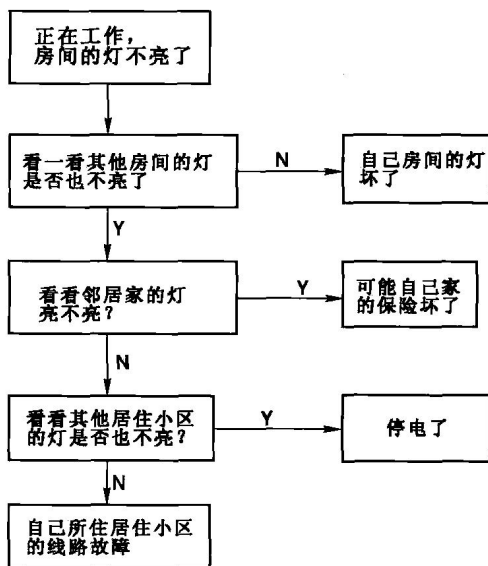 正在工作，
房间的灯不亮了
看一看其他房间的灯
是否也不亮了
N
自己房间的灯
坏了
Y
看看邻居家的灯
亮不亮？
Y
可能自己家
的保险坏了
N
看看其他居住小区
的灯是否也不亮？
Y
停电了
N
自己所住居住小区
的线路故障